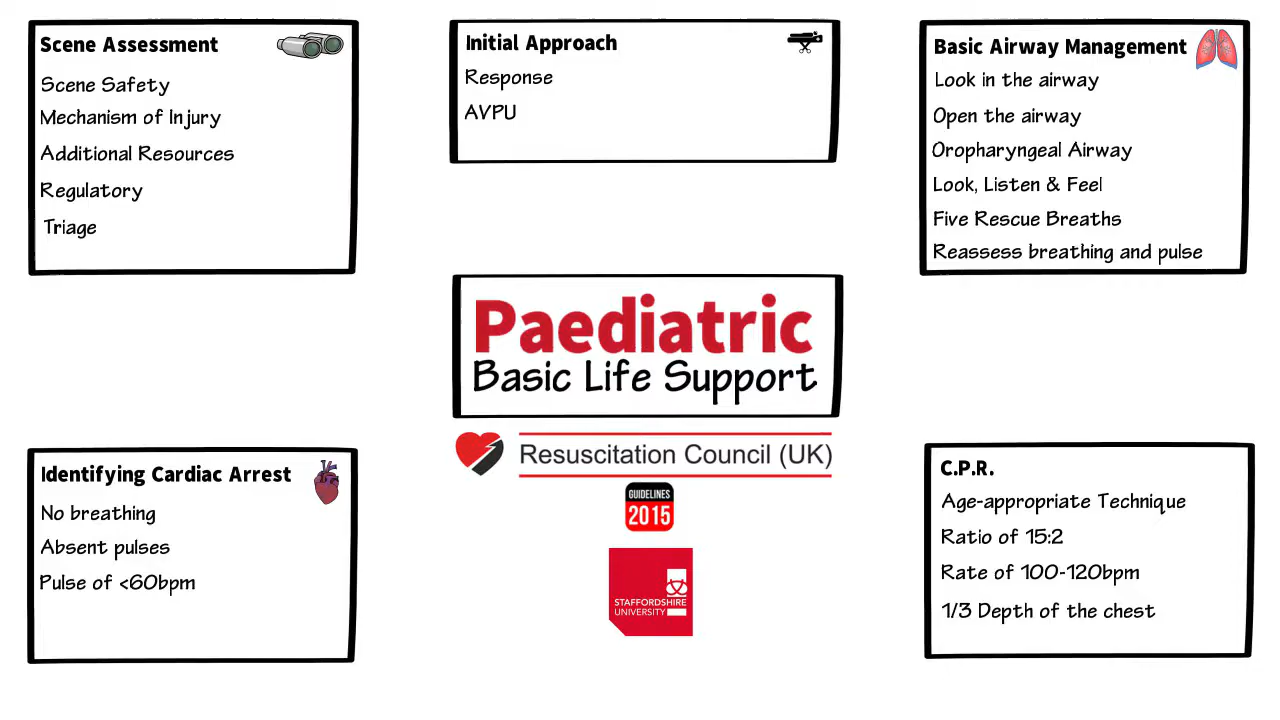 Scene Assessment
Scene Safety
Mechanism of Injury
Additional Resources
Regulatory
Triage
Initial Approach
Response
AVPU
Basic Airway Management
Look in the airway
Open the airway
Oropharyngeal Airway
Look, Listen & Feel
Five Rescue Breaths
Reassess breathing and pulse
Paediatric
Basic Life Support
Resuscitation Council (UK)
GUIDELINES
2015
STAFFORDSHIRE
UNIVERSITY
Identifying Cardiac Arrest
No breathing
Absent pulses
Pulse of <60bpm
C.P.R.
Age-appropriate Technique
Ratio of 15:2
Rate of 100-120bpm
1/3 Depth of the chest